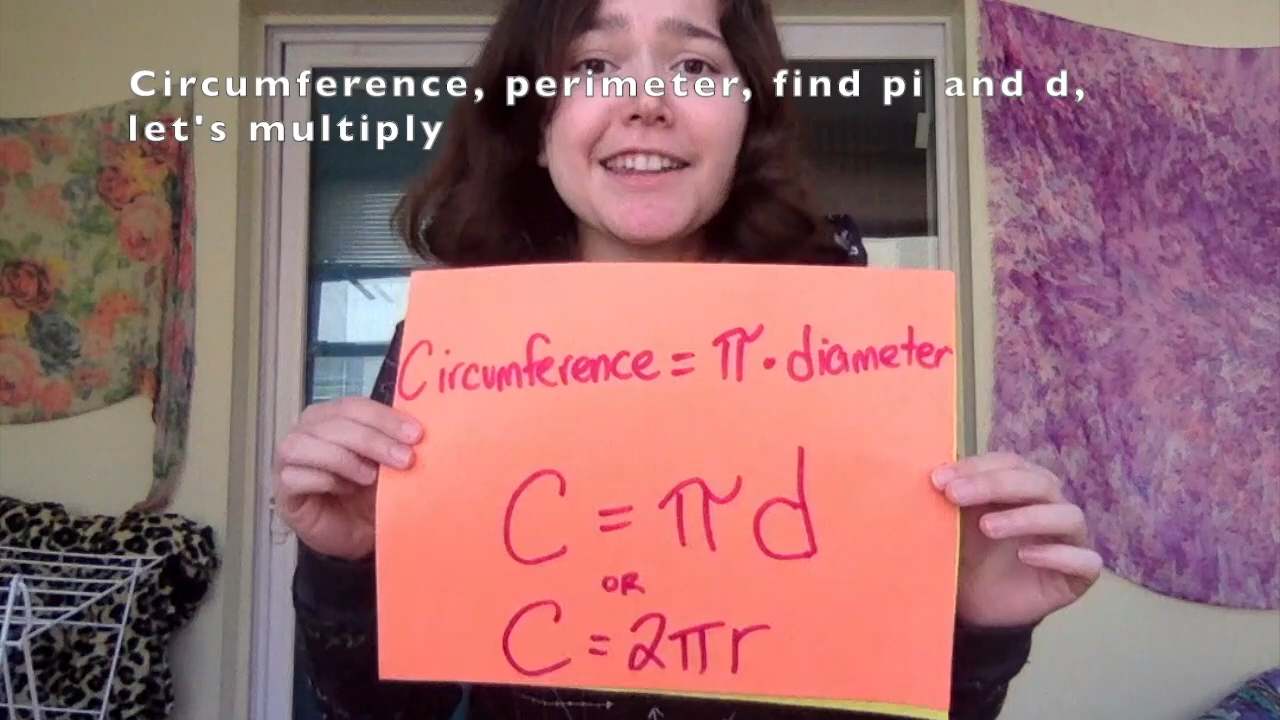 Circumference, perimeter, find pi and d,
let's multiply
Circumference = π · diameter
C = πd
OR
C = 2πr